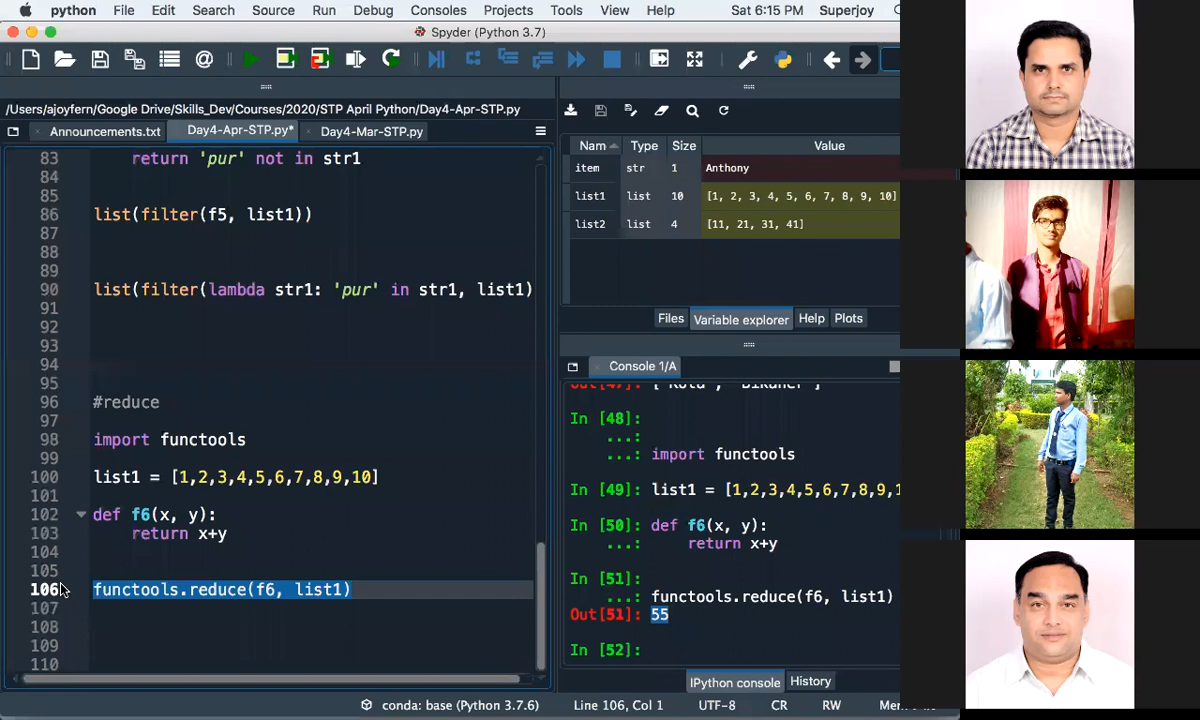 python File Edit Search Source Run Debug Consoles Projects Tools View Help Sat 6:15 PM Superjoy
Spyder (Python 3.7)
/Users/ajoyfern/Google Drive/Skills_Dev/Courses/2020/STP April Python/Day4-Apr-STP.py
Announcements.txt Day4-Apr-STP.py* Day4-Mar-STP.py
83 return 'pur' not in str1
84
85
86 list(filter(f5, list1))
87
88
89
90 list(filter(lambda str1: 'pur' in str1, list1)
91
92
93
94
95
96 #reduce
97
98 import functools
99
100 list1 = [1,2,3,4,5,6,7,8,9,10]
101
102 def f6(x, y):
103 return x+y
104
105
106 functools.reduce(f6, list1)
107
108
109
110
Nam Type Size Value
item str 1 Anthony
list1 list 10 [1, 2, 3, 4, 5, 6, 7, 8, 9, 10]
list2 list 4 [11, 21, 31, 41]
Files Variable explorer Help Plots
Console 1/A
Out[47]: ['Kota', 'Bikaner']
In [48]:
...:
...: import functools
In [49]: list1 = [1,2,3,4,5,6,7,8,9,1
In [50]: def f6(x, y):
...: return x+y
In [51]:
...: functools.reduce(f6, list1)
Out[51]: 55
In [52]:
IPython console History
conda: base (Python 3.7.6) Line 106, Col 1 UTF-8 CR RW